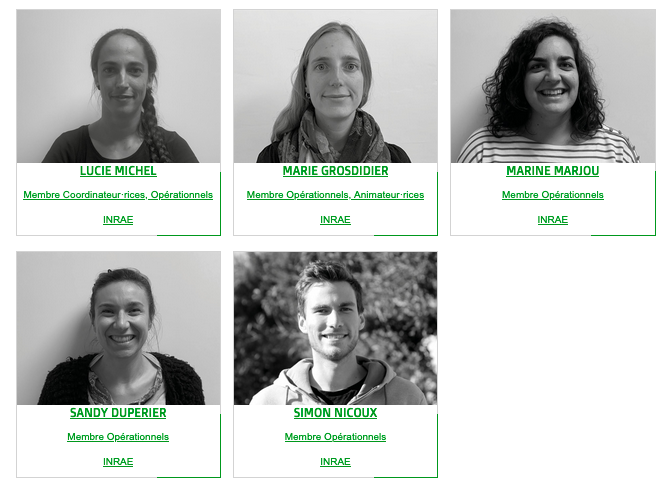 LUCIE MICHEL
Membre Coordinateur·rices, Opérationnels
INRAE
MARIE GROSDIDIER
Membre Opérationnels, Animateur·rices
INRAE
MARINE MARJOU
Membre Opérationnels
INRAE
SANDY DUPERIER
Membre Opérationnels
INRAE
SIMON NICOUX
Membre Opérationnels
INRAE